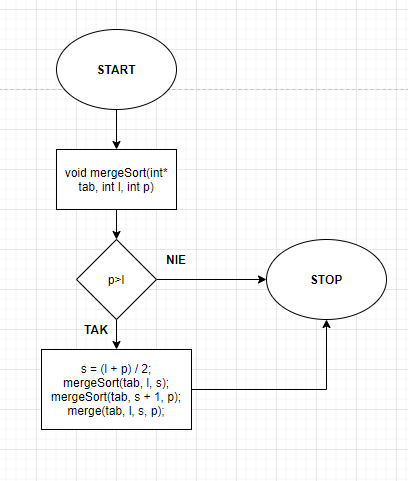 START
void mergeSort(int*
tab, int l, int p)
p>l
NIE
STOP
TAK
s = (l + p) / 2;
mergeSort(tab, l, s);
mergeSort(tab, s + 1, p);
merge(tab, l, s, p);